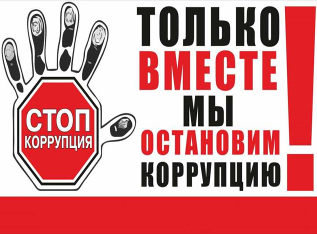 СТОП
КОРРУПЦИЯ
ТОЛЬКО
ВМЕСТЕ
МЫ
ОСТАНОВИМ
КОРРУПЦИЮ
!